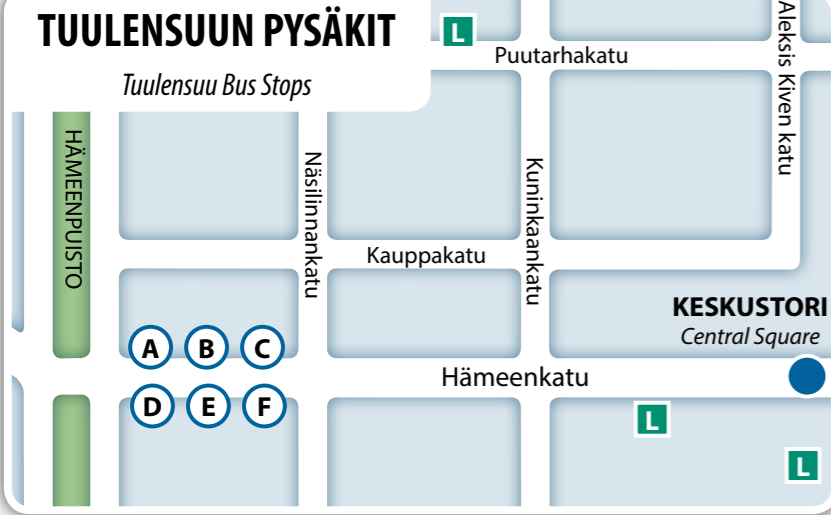 TUULENSUUN PYSÄKIT
Tuulensuu Bus Stops
L
Puutarhakatu
Aleksis Kiven katu
HÄMEENPUISTO
Näsilinnankatu
Kuninkaankatu
Kauppakatu
KESKUSTORI
Central Square
A B C
Hämeenkatu
D E F
L
L